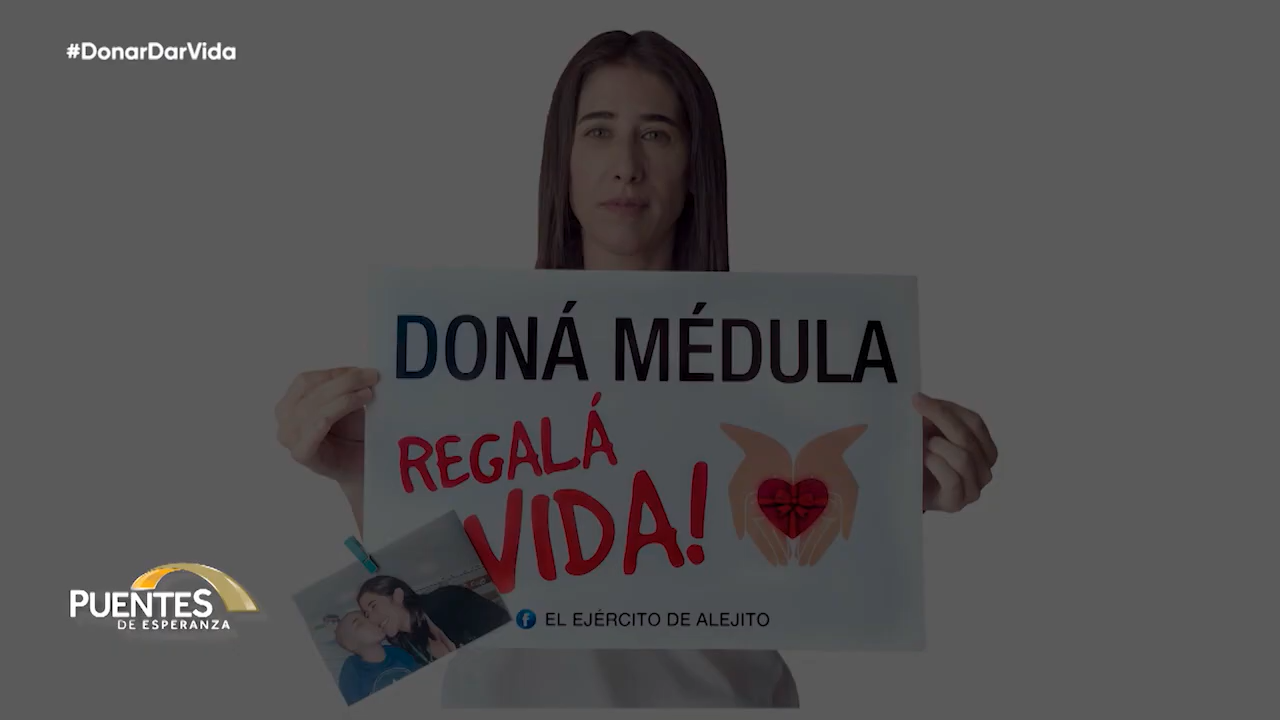 #DonarDarVida
DONÁ MÉDULA
REGALÁ
VIDA!
EL EJÉRCITO DE ALEJITO
PUENTES
DE ESPERANZA